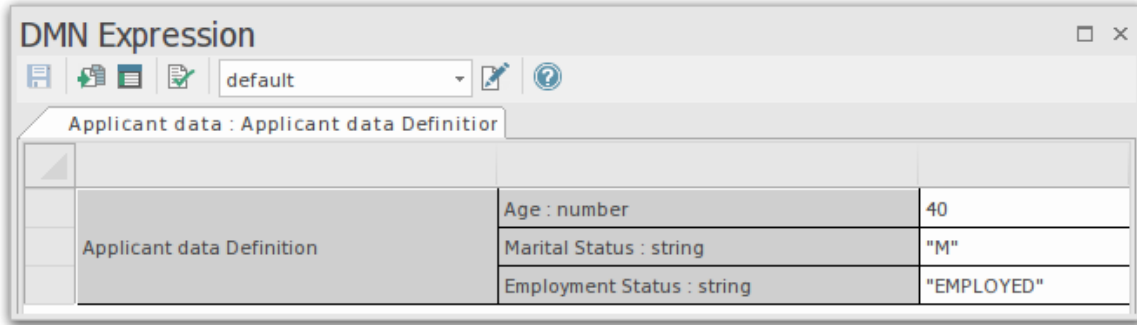 DMN Expression
default
Applicant data : Applicant data Definition
Age : number 40
Applicant data Definition Marital Status : string "M"
Employment Status : string "EMPLOYED"